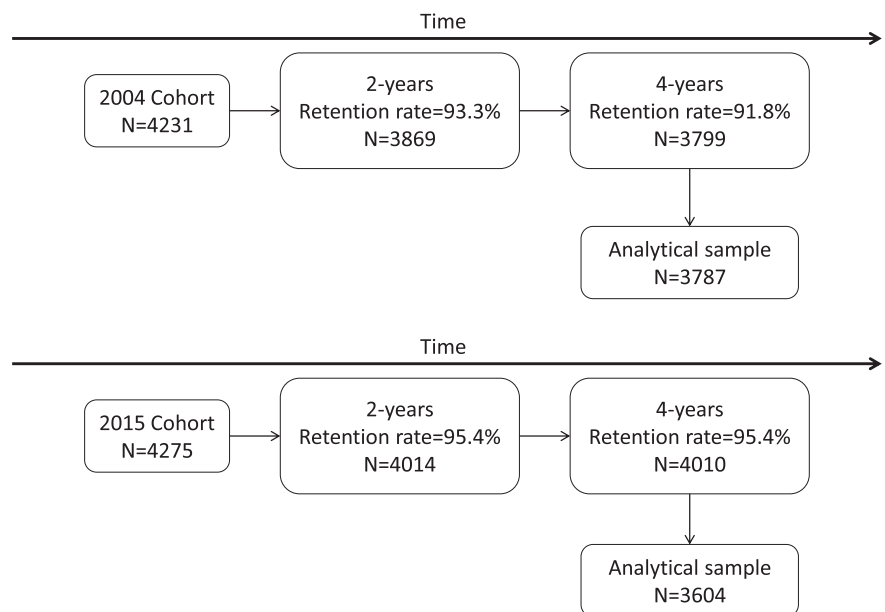 Time
2004 Cohort
N=4231
2-years
Retention rate=93.3%
N=3869
4-years
Retention rate=91.8%
N=3799
Analytical sample
N=3787
Time
2015 Cohort
N=4275
2-years
Retention rate=95.4%
N=4014
4-years
Retention rate=95.4%
N=4010
Analytical sample
N=3604